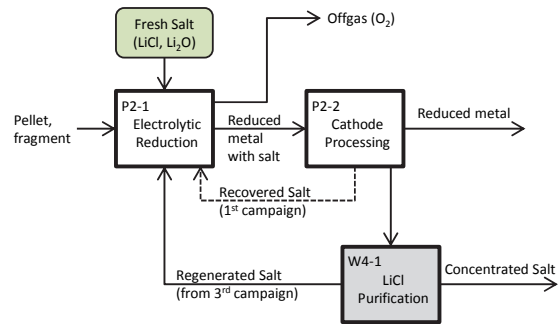 Fresh Salt
(LiCl, Li₂O)
Offgas (O₂)
P2-1
Electrolytic
Reduction
Pellet,
fragment
Reduced
metal
with salt
P2-2
Cathode
Processing
Reduced metal
Recovered Salt
(1ˢᵗ campaign)
Regenerated Salt
(from 3ʳᵈ campaign)
W4-1
LiCl
Purification
Concentrated Salt